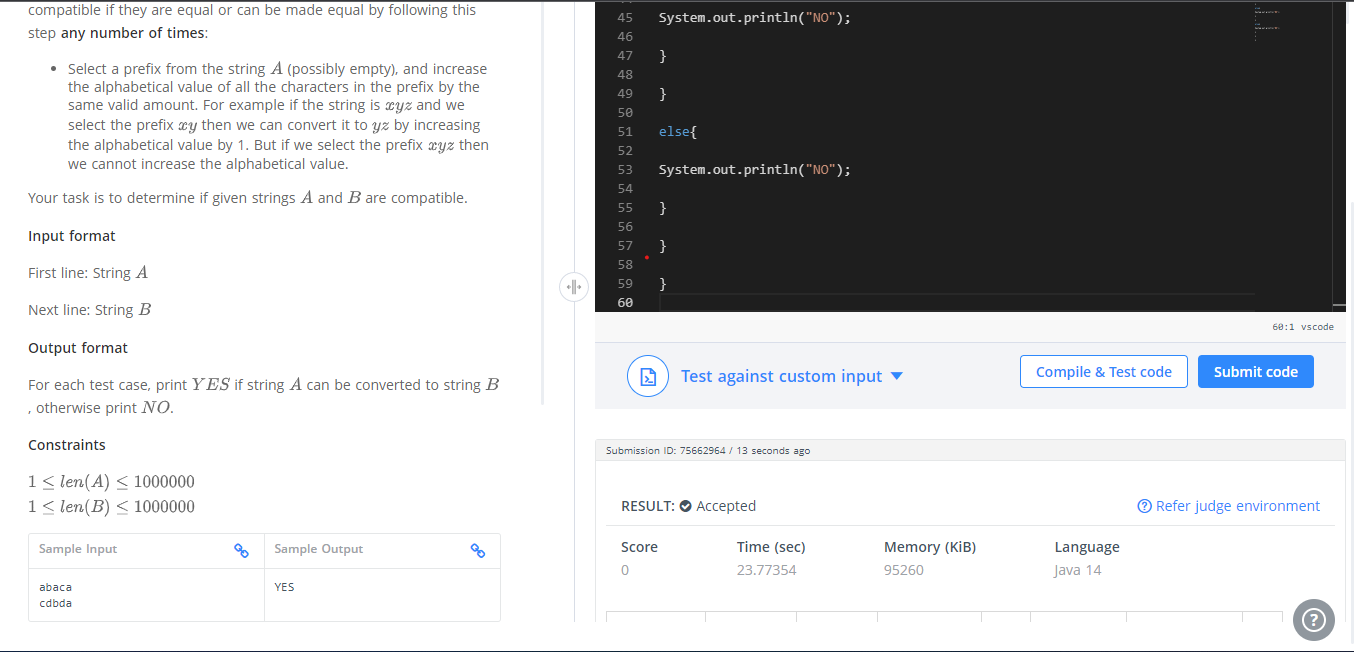 compatible if they are equal or can be made equal by following this
step any number of times:
• Select a prefix from the string A (possibly empty), and increase
the alphabetical value of all the characters in the prefix by the
same valid amount. For example if the string is xyz and we
select the prefix xy then we can convert it to yz by increasing
the alphabetical value by 1. But if we select the prefix xyz then
we cannot increase the alphabetical value.
Your task is to determine if given strings A and B are compatible.
Input format
First line: String A
Next line: String B
Output format
For each test case, print YES if string A can be converted to string B
, otherwise print NO.
Constraints
1 ≤ len(A) ≤ 1000000
1 ≤ len(B) ≤ 1000000
Sample Input
Sample Output
abaca
cdbda
YES
45 System.out.println("NO");
46
47 }
48
49 }
50
51 else{
52
53 System.out.println("NO");
54
55 }
56
57 }
58
59 }
60
60:1 vscode
Test against custom input
Compile & Test code
Submit code
Submission ID: 75662964 / 13 seconds ago
RESULT: Accepted
? Refer judge environment
Score Time (sec) Memory (KiB) Language
0 23.77354 95260 Java 14
?